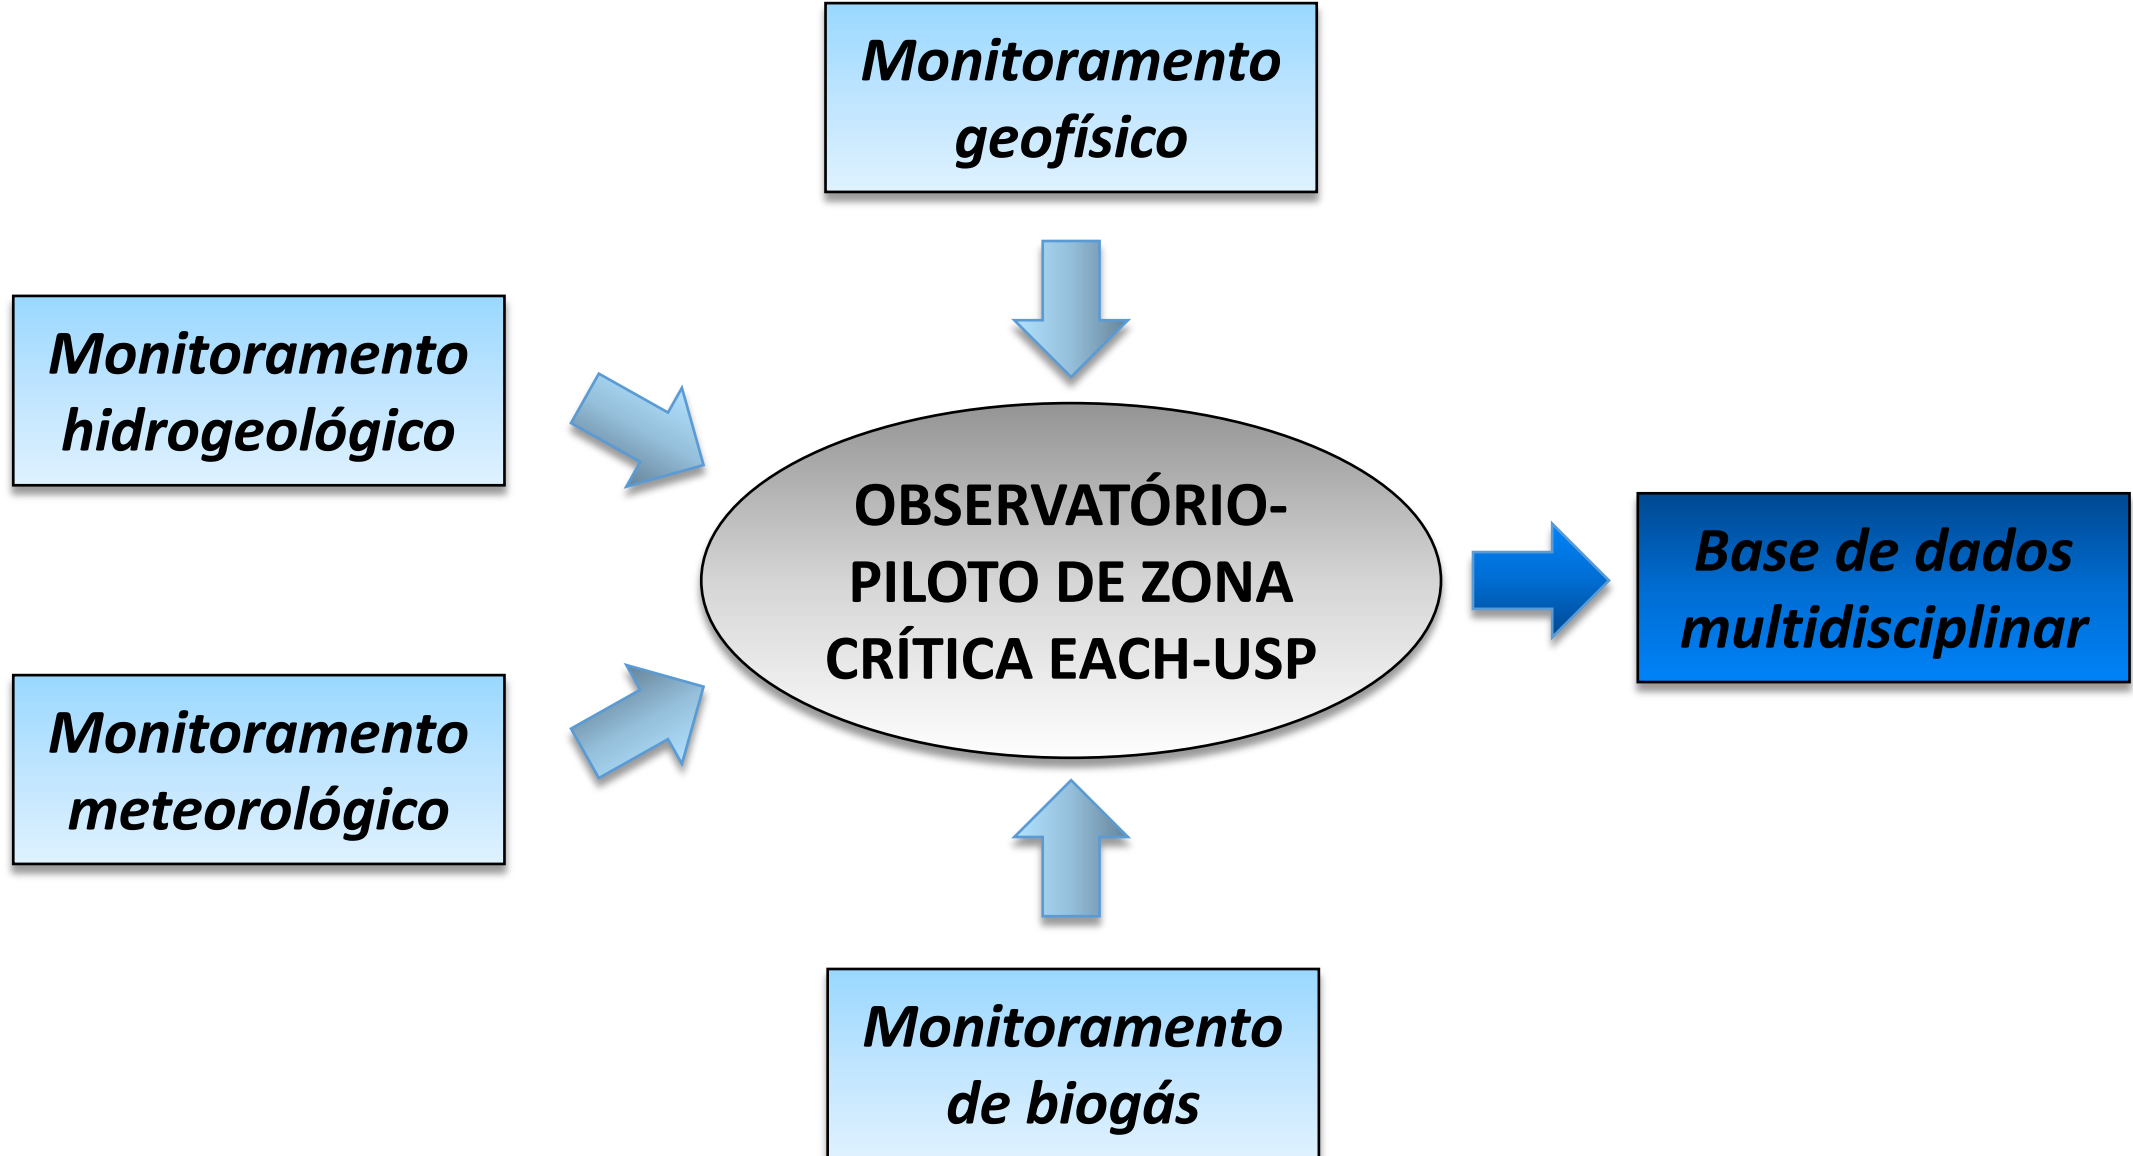 Monitoramento
geofísico
Monitoramento
hidrogeológico
OBSERVATÓRIO-
PILOTO DE ZONA
CRÍTICA EACH-USP
Base de dados
multidisciplinar
Monitoramento
meteorológico
Monitoramento
de biogás